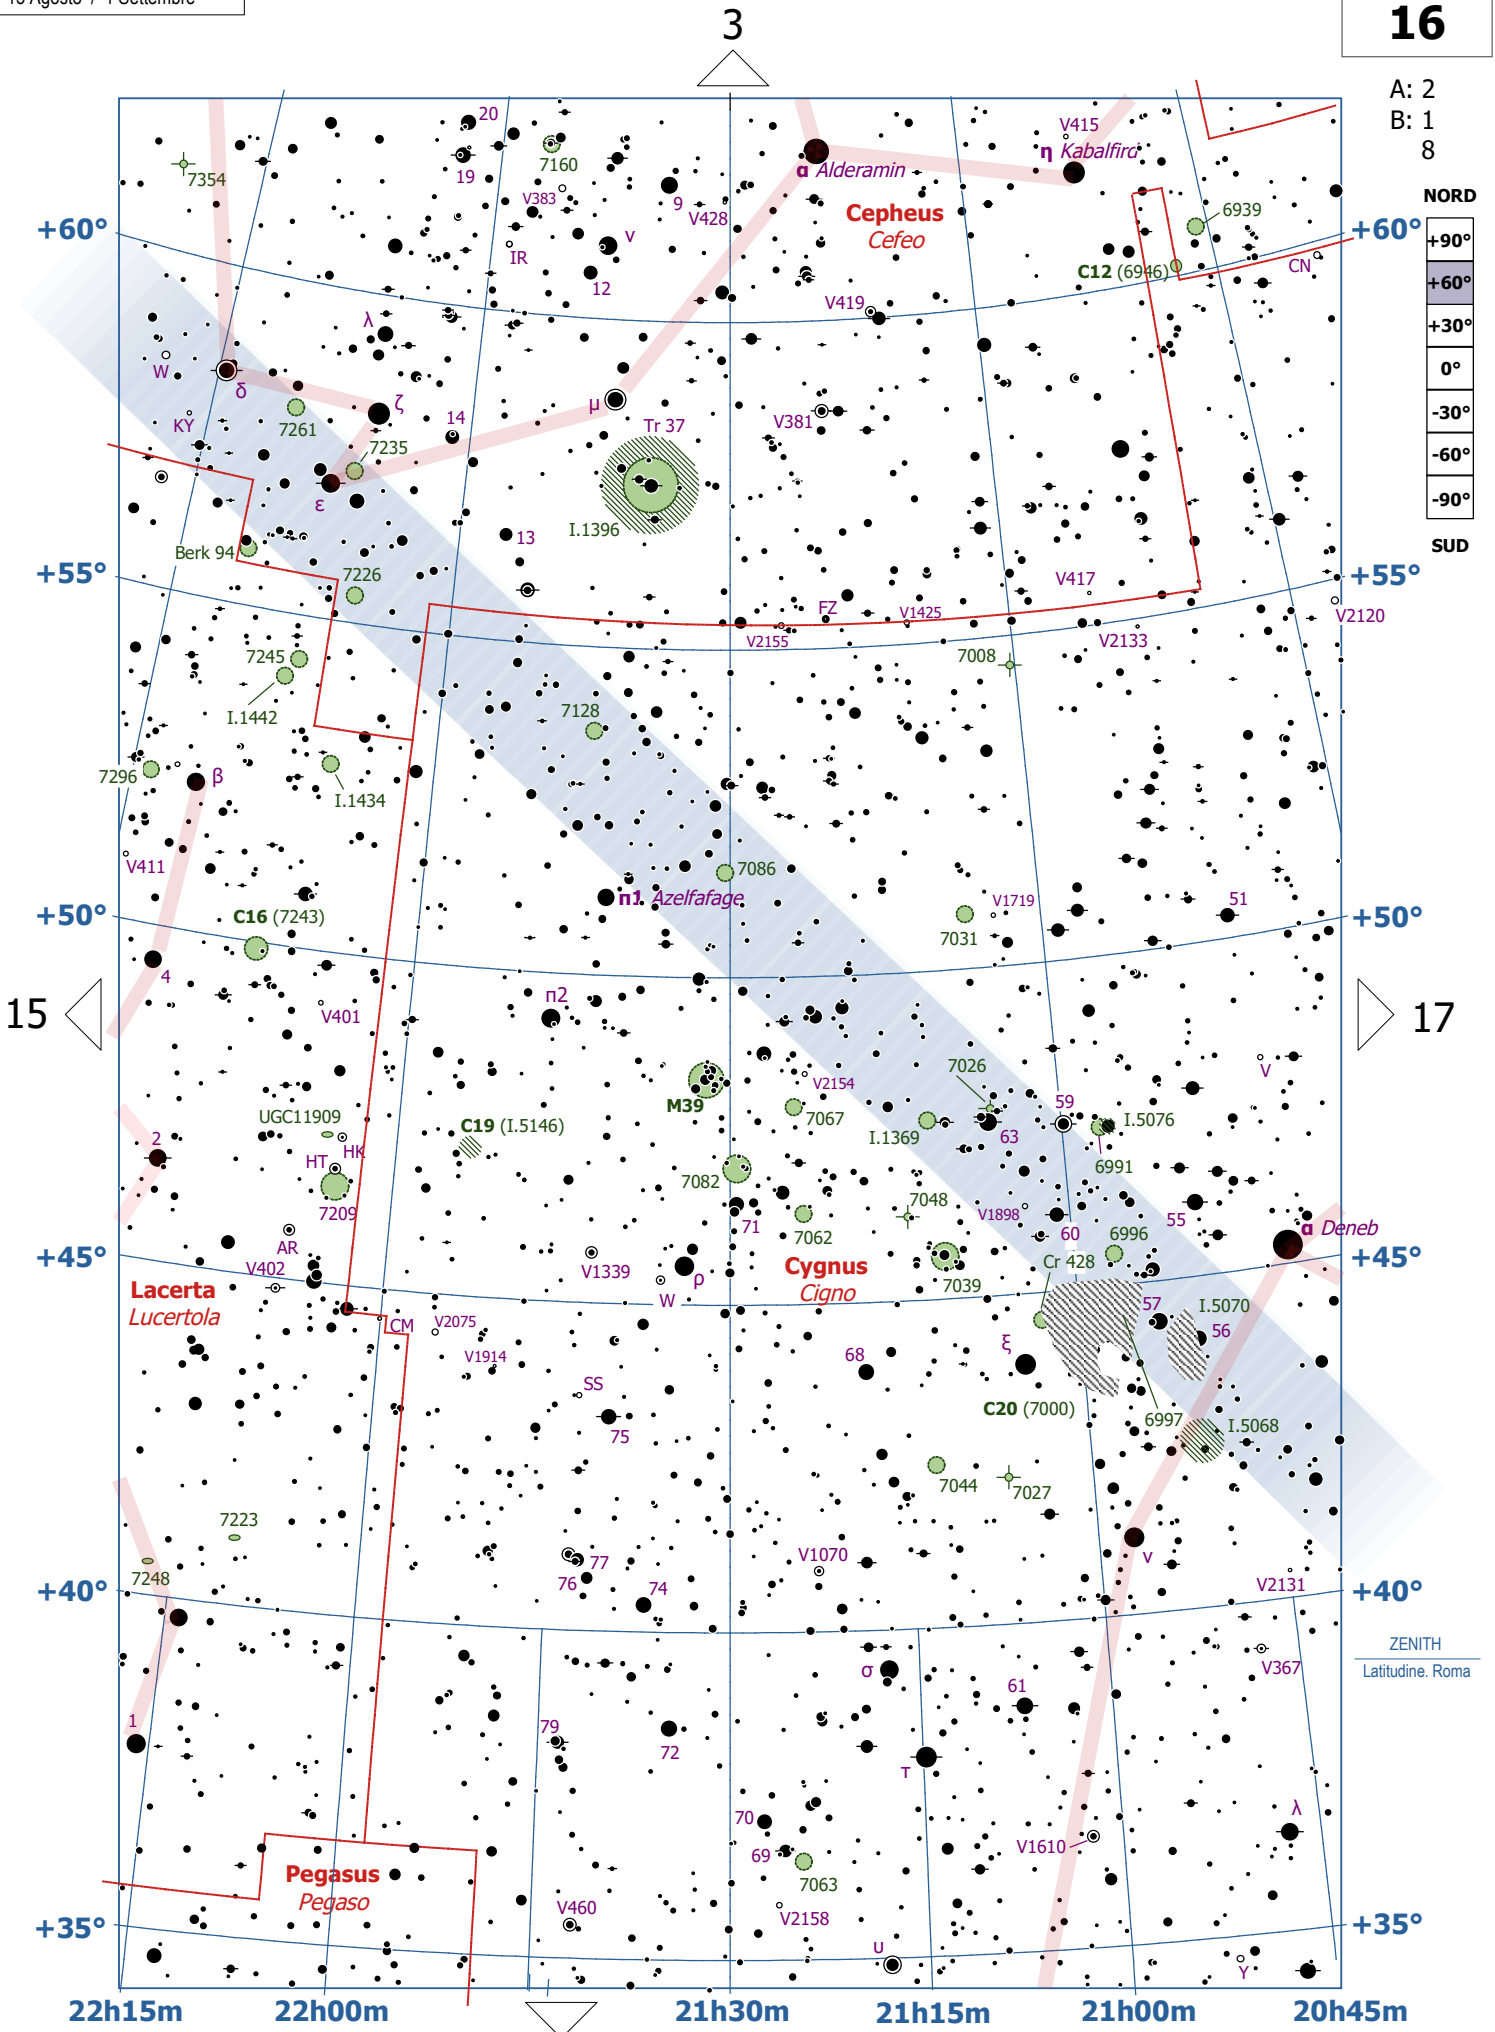 16
3
A: 2
B: 1
8
NORD
+90°
+60°
+30°
0°
-30°
-60°
-90°
SUD
20
V415
7160
η Kabalfird
7354
19
α Alderamin
V383
9
V428
6939
Cepheus
Cefeo
+60°
ν
+60°
IR
CN
C12 (6946)
12
V419
λ
W
δ
ζ
μ
14
V381
KY
7261
Tr 37
7235
ε
I.1396
13
Berk 94
+55°
7226
V417
+55°
FZ
V1425
V2120
V2155
V2133
7245
7008
I.1442
7128
7296
β
I.1434
V411
7086
π1 Azelfafage
V1719
51
+50°
C16 (7243)
+50°
7031
4
π2
15
V401
17
7026
V
V2154
M39
7067
59
UGC11909
C19 (I.5146)
I.5076
2
HK
I.1369
63
HT
6991
7082
7209
7048
71
V1898
55
7062
α Deneb
AR
60
6996
+45°
V402
V1339
Cygnus
Cigno
Cr 428
+45°
ρ
7039
Lacerta
Lucertola
W
57
I.5070
CM
V2075
56
V1914
68
ξ
SS
C20 (7000)
75
6997
I.5068
7044
7027
7223
77
V1070
ν
7248
76
74
V2131
+40°
+40°
ZENITH
Latitudine. Roma
σ
V367
61
1
79
72
τ
70
λ
69
V1610
7063
Pegasus
Pegaso
V460
V2158
+35°
+35°
υ
Y
22h15m
22h00m
21h30m
21h15m
21h00m
20h45m